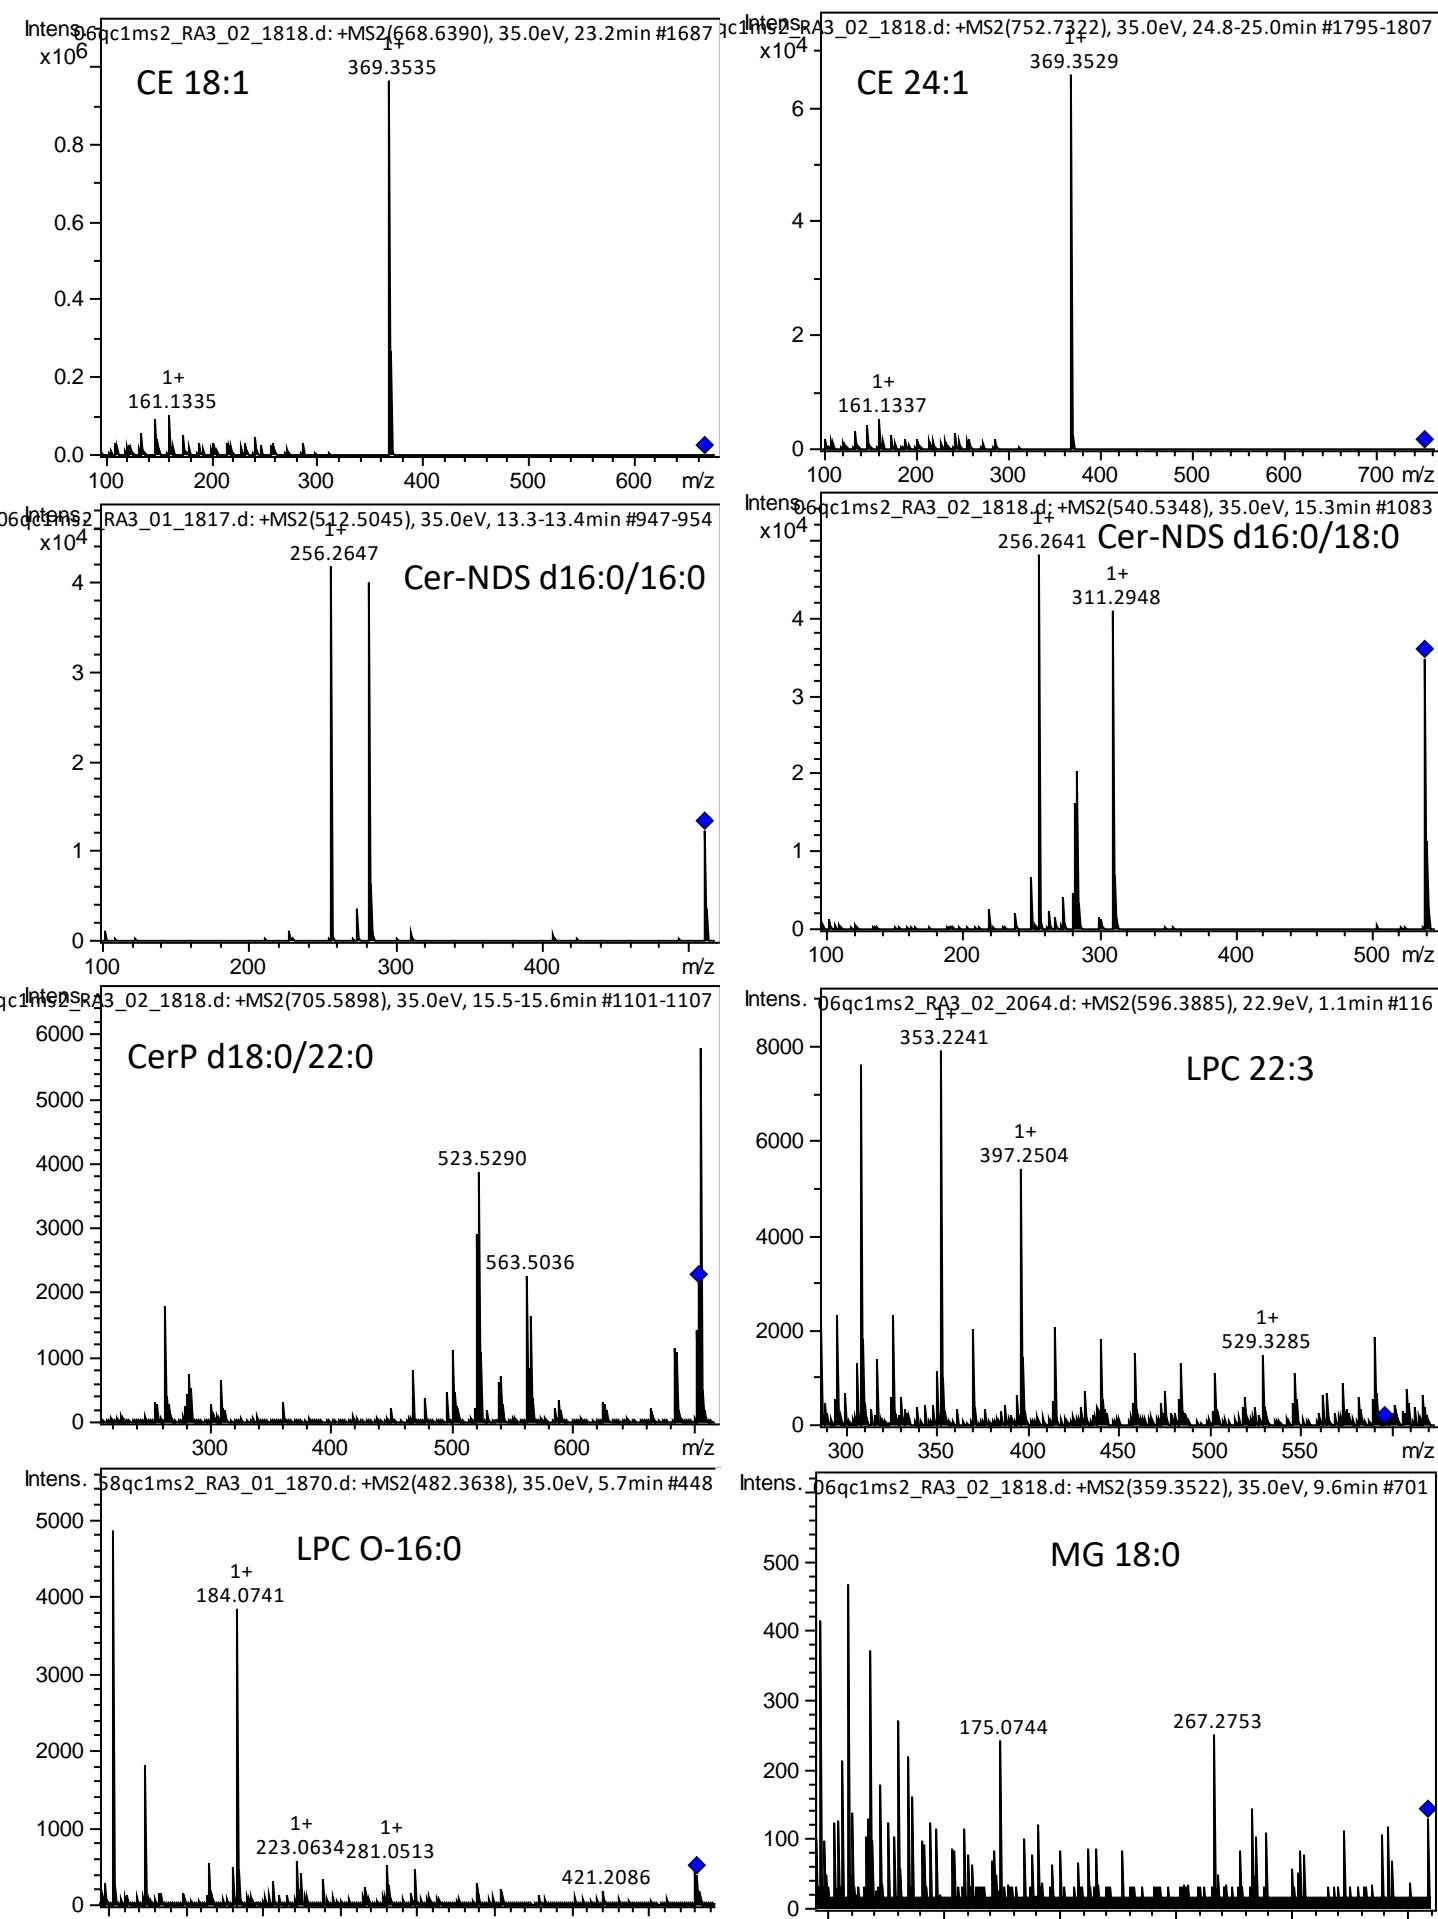 Intens. 06qc1ms2_RA3_02_1818.d: +MS2(668.6390), 35.0eV, 23.2min #1687
x10^6
1+
369.3535
CE 18:1
0.8
0.6
0.4
1+
161.1335
0.2
0.0
100 200 300 400 500 600 m/z
Intens. qc1ms2_RA3_02_1818.d: +MS2(752.7322), 35.0eV, 24.8-25.0min #1795-1807
x10^4
1+
369.3529
CE 24:1
6
4
2
1+
161.1337
0
100 200 300 400 500 600 700 m/z
Intens. 06qc1ms2_RA3_01_1817.d: +MS2(512.5045), 35.0eV, 13.3-13.4min #947-954
x10^4
1+
256.2647
Cer-NDS d16:0/16:0
4
3
2
1
0
100 200 300 400 m/z
Intens. 06qc1ms2_RA3_02_1818.d: +MS2(540.5348), 35.0eV, 15.3min #1083
x10^4
1+
256.2641 Cer-NDS d16:0/18:0
1+
311.2948
4
3
2
1
0
100 200 300 400 500 m/z
Intens. qc1ms2_RA3_02_1818.d: +MS2(705.5898), 35.0eV, 15.5-15.6min #1101-1107
6000
CerP d18:0/22:0
5000
4000
523.5290
3000
563.5036
2000
1000
0
300 400 500 600 m/z
Intens. 06qc1ms2_RA3_02_2064.d: +MS2(596.3885), 22.9eV, 1.1min #116
1+
353.2241
8000
LPC 22:3
1+
397.2504
6000
4000
1+
529.3285
2000
0
300 350 400 450 500 550 m/z
Intens. 58qc1ms2_RA3_01_1870.d: +MS2(482.3638), 35.0eV, 5.7min #448
5000
LPC O-16:0
1+
184.0741
4000
3000
2000
1+ 1+
223.0634 281.0513
1000
421.2086
0
Intens. 06qc1ms2_RA3_02_1818.d: +MS2(359.3522), 35.0eV, 9.6min #701
MG 18:0
500
400
300
175.0744 267.2753
200
100
0